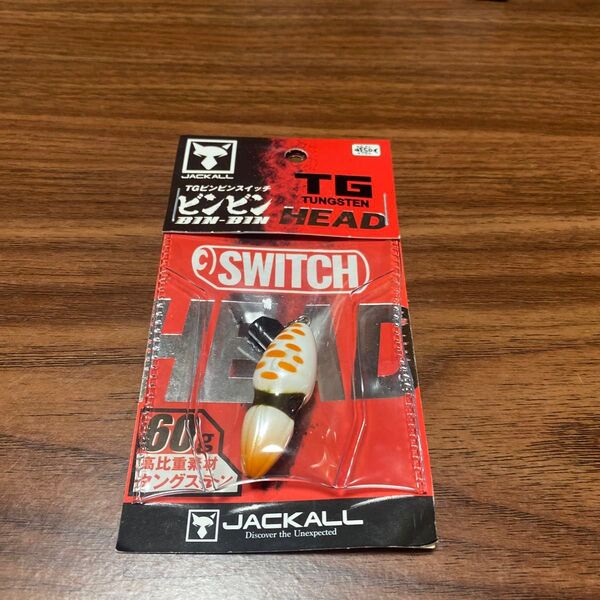 JACKALL
TGビンビンスイッチ
ビンビン
BIN-BIN
TG
TUNGSTEN
HEAD
SWITCH
HEAD
60g
高比重素材
タングステン
JACKALL
Discover the Unexpected